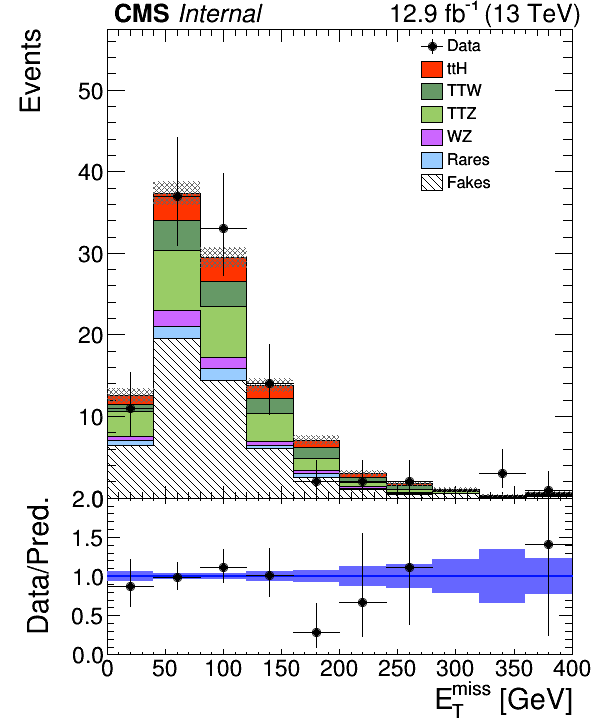 CMS Internal 12.9 fb⁻¹ (13 TeV)
Events
50
40
30
20
10
Data
ttH
TTW
TTZ
WZ
Rares
Fakes
Data/Pred.
2.0
1.5
1.0
0.5
0.0
0 50 100 150 200 250 300 350 400
E_T^miss [GeV]